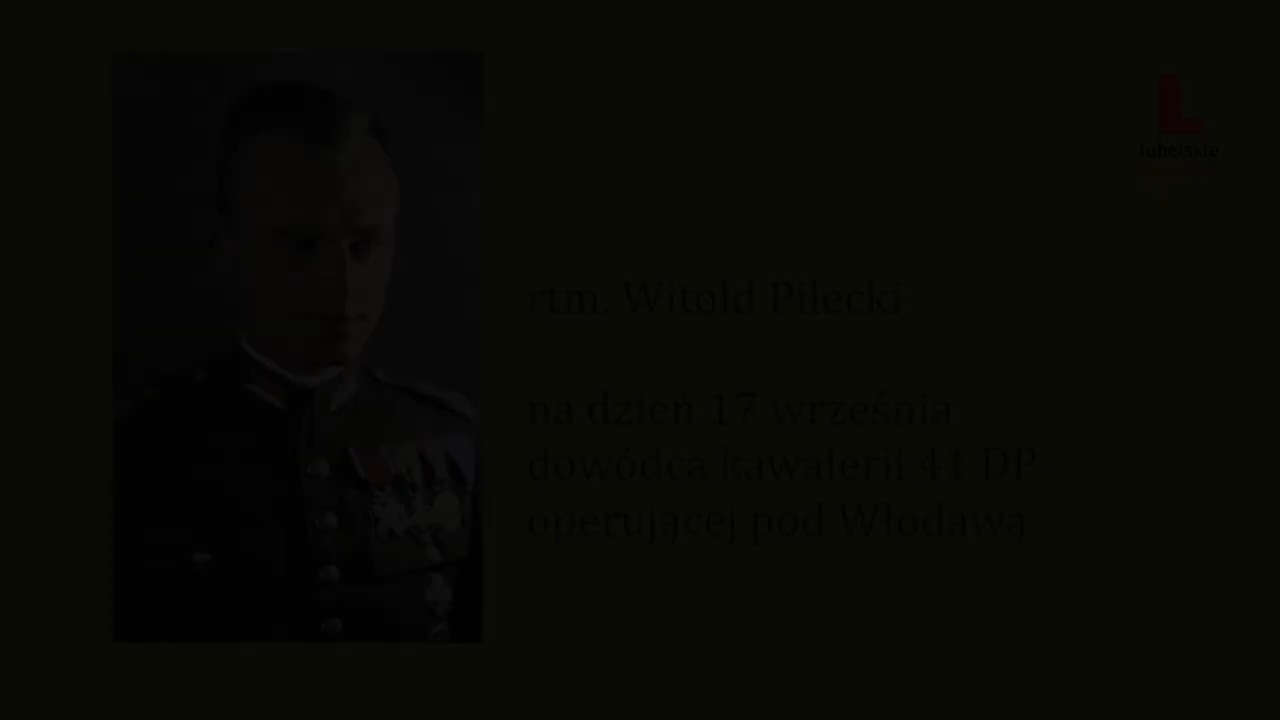 lubelskie
rtm. Witold Pilecki
na dzień 17 września
dowódca kawalerii 41 DP
operującej pod Włodawą